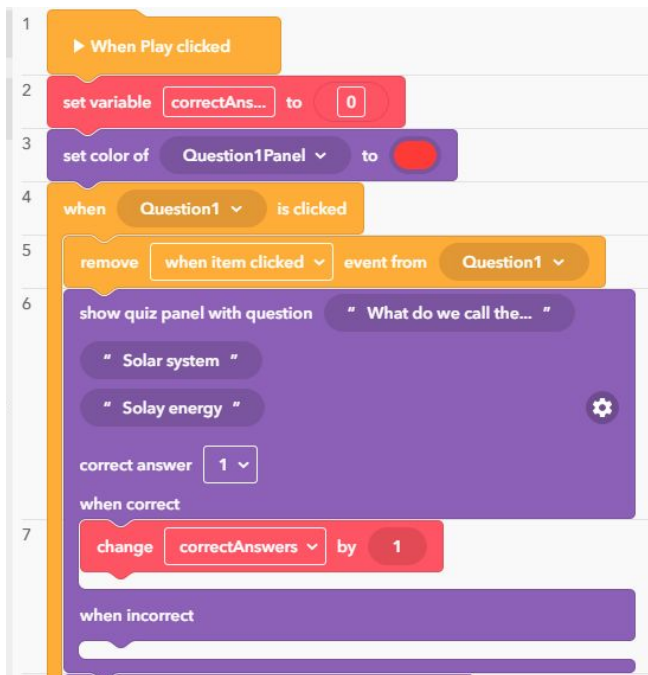 1
When Play clicked
2
set variable correctAns... to 0
3
set color of Question1Panel to
4
when Question1 is clicked
5
remove when item clicked event from Question1
6
show quiz panel with question " What do we call the... "
" Solar system "
" Solay energy "
correct answer 1
when correct
7
change correctAnswers by 1
when incorrect